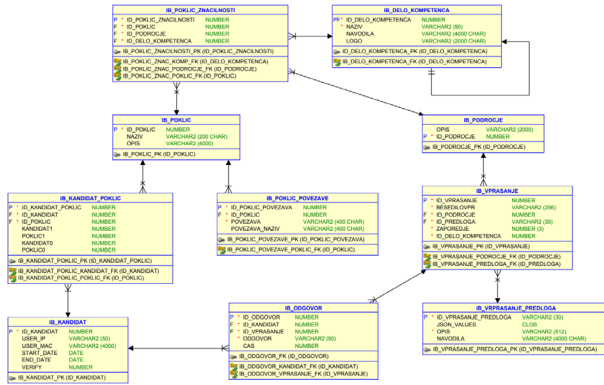 IB_POKLIC_ZNACILNOSTI
P * ID_POKLIC_ZNACILNOSTI NUMBER
F * ID_POKLIC NUMBER
F * ID_PODROCJE NUMBER
F * ID_DELO_KOMPETENCA NUMBER
IB_POKLIC_ZNACILNOSTI_PK (ID_POKLIC_ZNACILNOSTI)
IB_POKLIC_ZNAC_KOMP_FK (ID_DELO_KOMPETENCA)
IB_POKLIC_ZNAC_PODROCJE_FK (ID_PODROCJE)
IB_POKLIC_ZNAC_POKLIC_FK (ID_POKLIC)
IB_DELO_KOMPETENCA
PF* ID_DELO_KOMPETENCA NUMBER
* NAZIV VARCHAR2 (50)
NAVODILA VARCHAR2 (4000 CHAR)
LOGO VARCHAR2 (2000 CHAR)
ID_DELO_KOMPETENCA_PK (ID_DELO_KOMPETENCA)
IB_DELO_KOMPETENCA_FK (ID_DELO_KOMPETENCA)
IB_POKLIC
P * ID_POKLIC NUMBER
NAZIV VARCHAR2 (200 CHAR)
OPIS VARCHAR2 (4000)
IB_POKLIC_PK (ID_POKLIC)
IB_PODROCJE
OPIS VARCHAR2 (2000)
P * ID_PODROCJE NUMBER
IB_PODROCJE_PK (ID_PODROCJE)
IB_KANDIDAT_POKLIC
P * ID_KANDIDAT_POKLIC NUMBER
F * ID_KANDIDAT NUMBER
F * ID_POKLIC NUMBER
KANDIDAT1 NUMBER
POKLIC1 NUMBER
KANDIDAT0 NUMBER
POKLIC0 NUMBER
IB_KANDIDAT_POKLIC_PK (ID_KANDIDAT_POKLIC)
IB_KANDIDAT_POKLIC_KANDIDAT_FK (ID_KANDIDAT)
IB_KANDIDAT_POKLIC_POKLIC_FK (ID_POKLIC)
IB_POKLIC_POVEZAVE
P * ID_POKLIC_POVEZAVA NUMBER
F * ID_POKLIC NUMBER
* POVEZAVA VARCHAR2 (400 CHAR)
POVEZAVA_NAZIV VARCHAR2 (400 CHAR)
IB_POKLIC_POVEZAVE_PK (ID_POKLIC_POVEZAVA)
IB_POKLIC_POVEZAVE_POKLIC_FK (ID_POKLIC)
IB_VPRASANJE
P * ID_VPRASANJE NUMBER
* BESEDILOVPR VARCHAR2 (256)
F * ID_PODROCJE NUMBER
F * ID_PREDLOGA VARCHAR2 (30)
* ZAPOREDJE NUMBER (3)
* ID_DELO_KOMPETENCA NUMBER
IB_VPRASANJE_PK (ID_VPRASANJE)
IB_VPRASANJE_PODROCJE_FK (ID_PODROCJE)
IB_VPRASANJE_PREDLOGA_FK (ID_PREDLOGA)
IB_KANDIDAT
P * ID_KANDIDAT NUMBER
USER_IP VARCHAR2 (50)
USER_MAC VARCHAR2 (4000)
START_DATE DATE
END_DATE DATE
VERIFY NUMBER
IB_KANDIDAT_PK (ID_KANDIDAT)
IB_ODGOVOR
P * ID_ODGOVOR NUMBER
F * ID_KANDIDAT NUMBER
F * ID_VPRASANJE NUMBER
* ODGOVOR VARCHAR2 (50)
CAS NUMBER
IB_ODGOVOR_PK (ID_ODGOVOR)
IB_ODGOVOR_KANDIDAT_FK (ID_KANDIDAT)
IB_ODGOVOR_VPRASANJE_FK (ID_VPRASANJE)
IB_VRPRASANJE_PREDLOGA
P * ID_VPRASANJE_PREDLOGA VARCHAR2 (30)
JSON_VALUES CLOB
* OPIS VARCHAR2 (512)
NAVODILA VARCHAR2 (4000 CHAR)
IB_VPRASANJE_PREDLOGA_PK (ID_VPRASANJE_PREDLOGA)